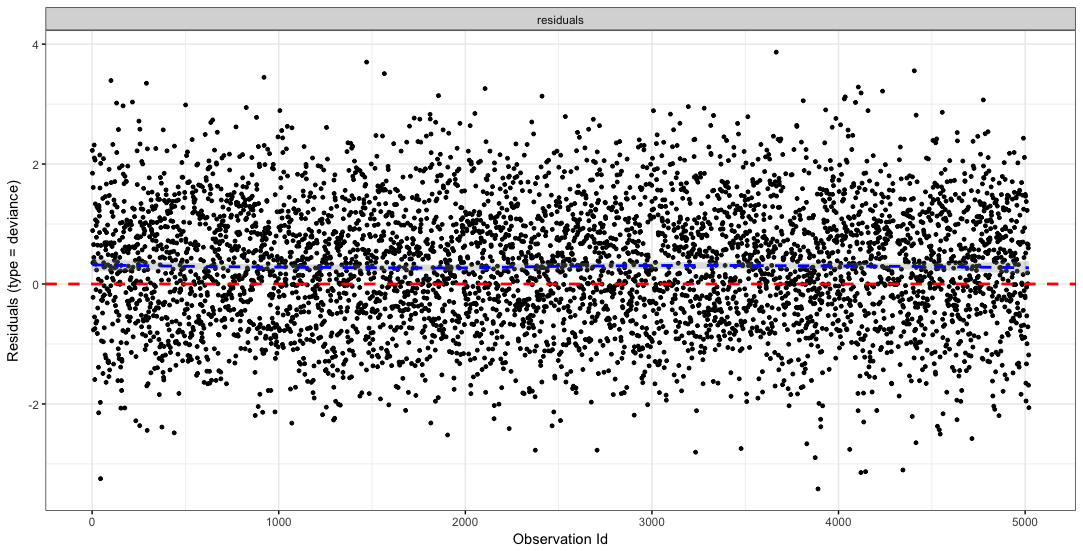 residuals
4
2
0
-2
Residuals (type = deviance)
0 1000 2000 3000 4000 5000
Observation Id